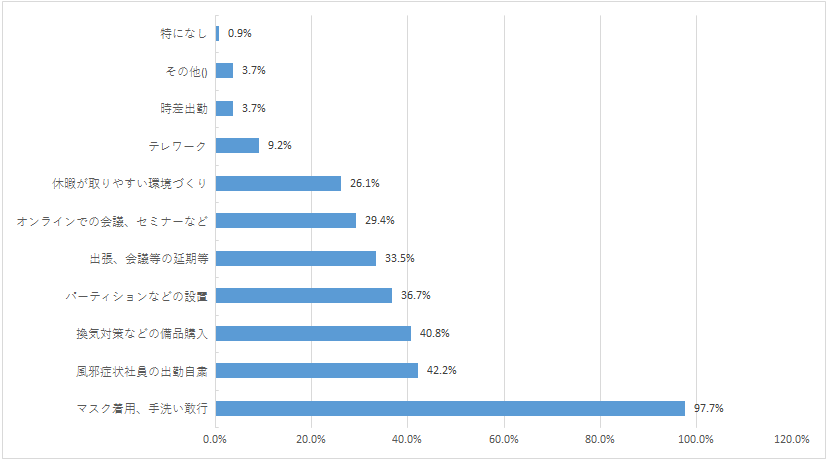 特になし 0.9%
その他() 3.7%
時差出勤 3.7%
テレワーク 9.2%
休暇が取りやすい環境づくり 26.1%
オンラインでの会議、セミナーなど 29.4%
出張、会議等の延期等 33.5%
パーティションなどの設置 36.7%
換気対策などの備品購入 40.8%
風邪症状社員の出勤自粛 42.2%
マスク着用、手洗い敢行 97.7%
0.0% 20.0% 40.0% 60.0% 80.0% 100.0% 120.0%